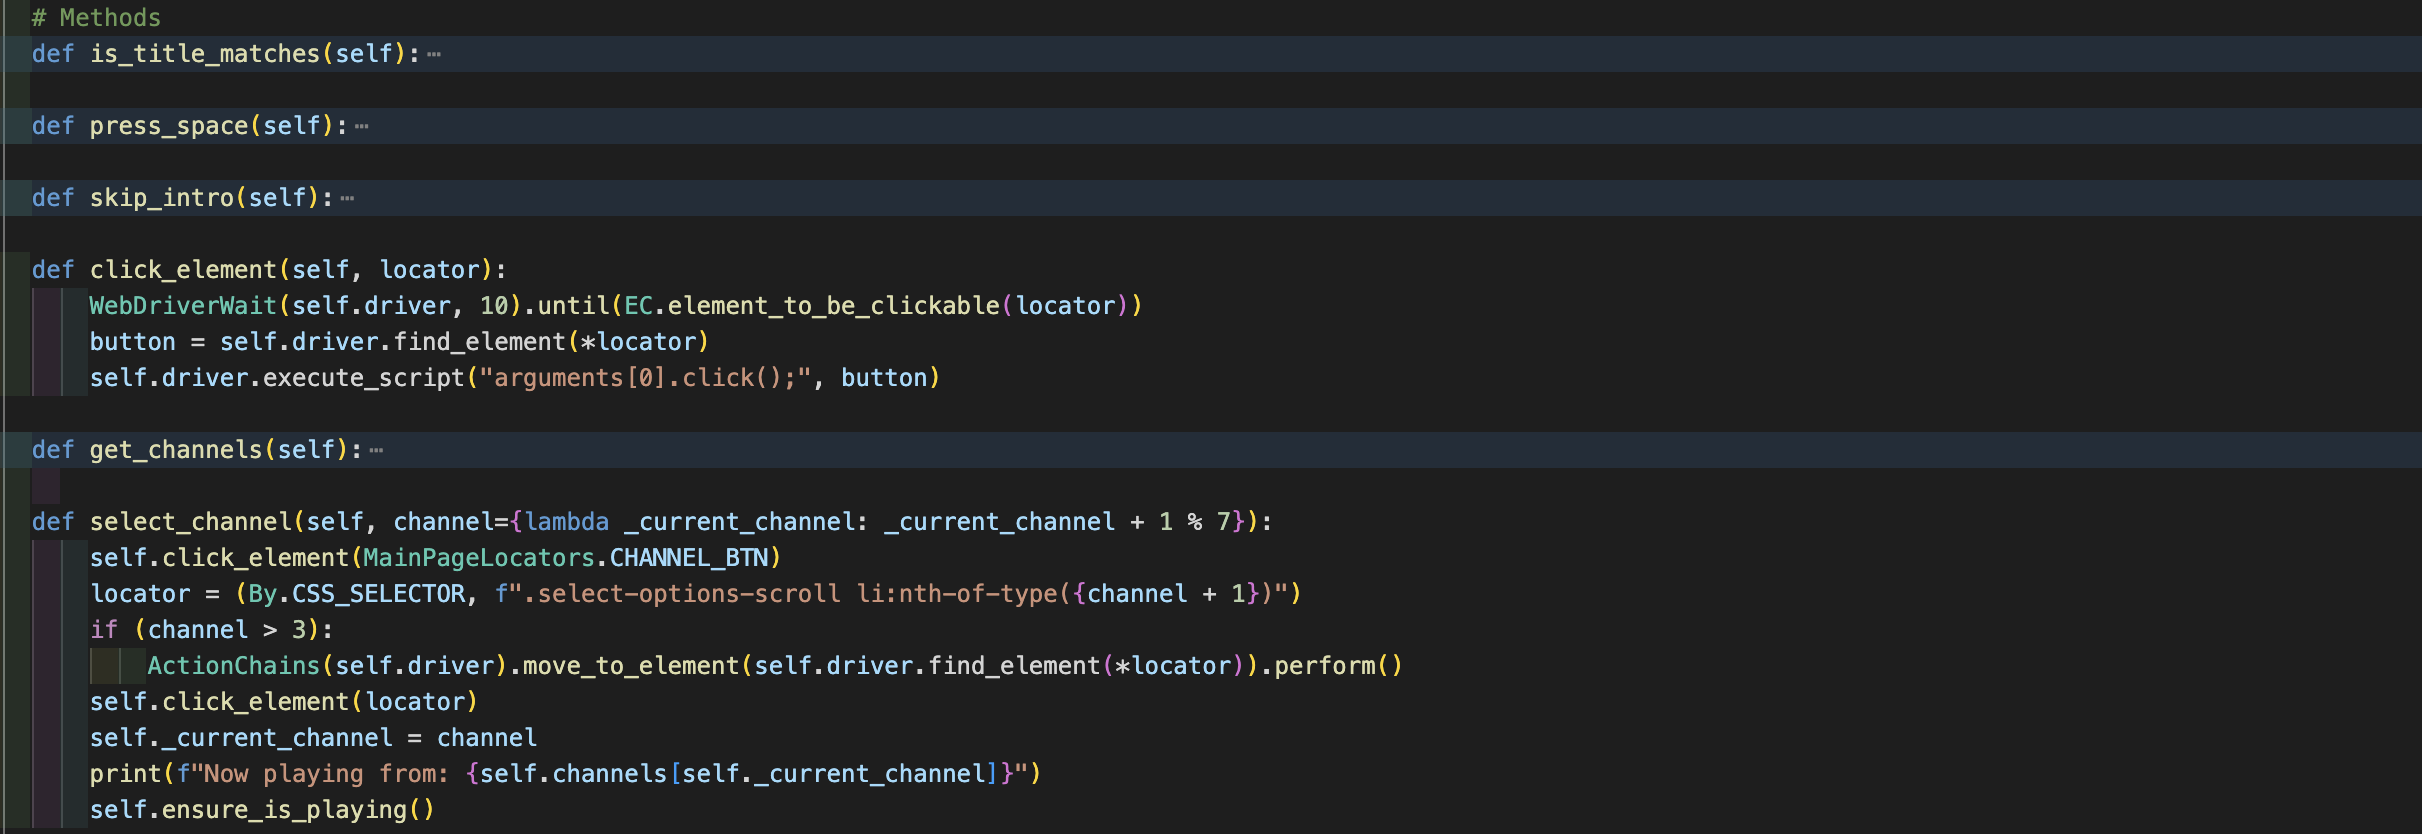 # Methods
def is_title_matches(self):⋯
def press_space(self):⋯
def skip_intro(self):⋯
def click_element(self, locator):
WebDriverWait(self.driver, 10).until(EC.element_to_be_clickable(locator))
button = self.driver.find_element(*locator)
self.driver.execute_script("arguments[0].click();", button)
def get_channels(self):⋯
def select_channel(self, channel={lambda _current_channel: _current_channel + 1 % 7}):
self.click_element(MainPageLocators.CHANNEL_BTN)
locator = (By.CSS_SELECTOR, f".select-options-scroll li:nth-of-type({channel + 1})")
if (channel > 3):
ActionChains(self.driver).move_to_element(self.driver.find_element(*locator)).perform()
self.click_element(locator)
self._current_channel = channel
print(f"Now playing from: {self.channels[self._current_channel]}")
self.ensure_is_playing()